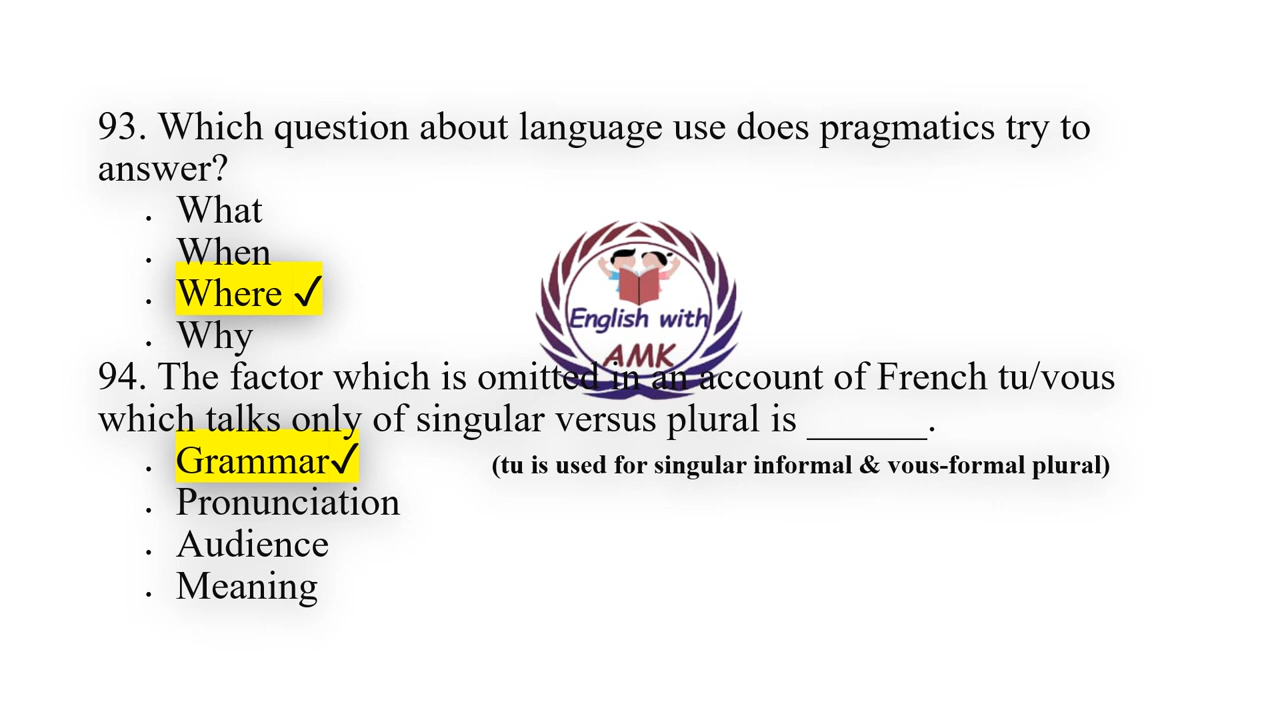 93. Which question about language use does pragmatics try to
answer?
. What
. When
. Where ✓
. Why
English with
AMK
94. The factor which is omitted in an account of French tu/vous
which talks only of singular versus plural is ______.
. Grammar✓
(tu is used for singular informal & vous-formal plural)
. Pronunciation
. Audience
. Meaning